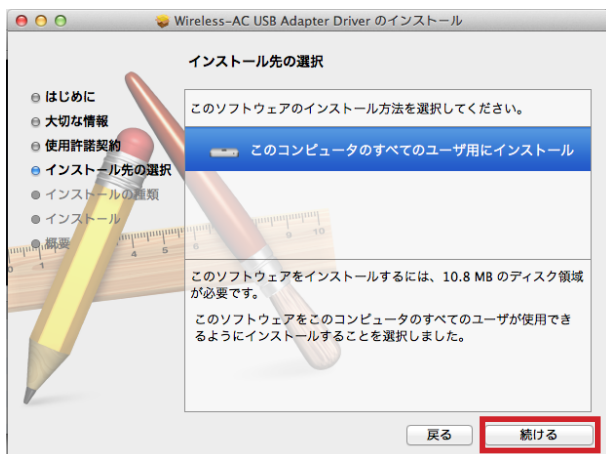 Wireless-AC USB Adapter Driver のインストール
インストール先の選択
はじめに
大切な情報
使用許諾契約
インストール先の選択
インストールの種類
インストール
概要
このソフトウェアのインストール方法を選択してください。
このコンピュータのすべてのユーザ用にインストール
このソフトウェアをインストールするには、10.8 MB のディスク領域
が必要です。
このソフトウェアをこのコンピュータのすべてのユーザが使用でき
るようにインストールすることを選択しました。
0 1 4 5 6 9 10
戻る
続ける